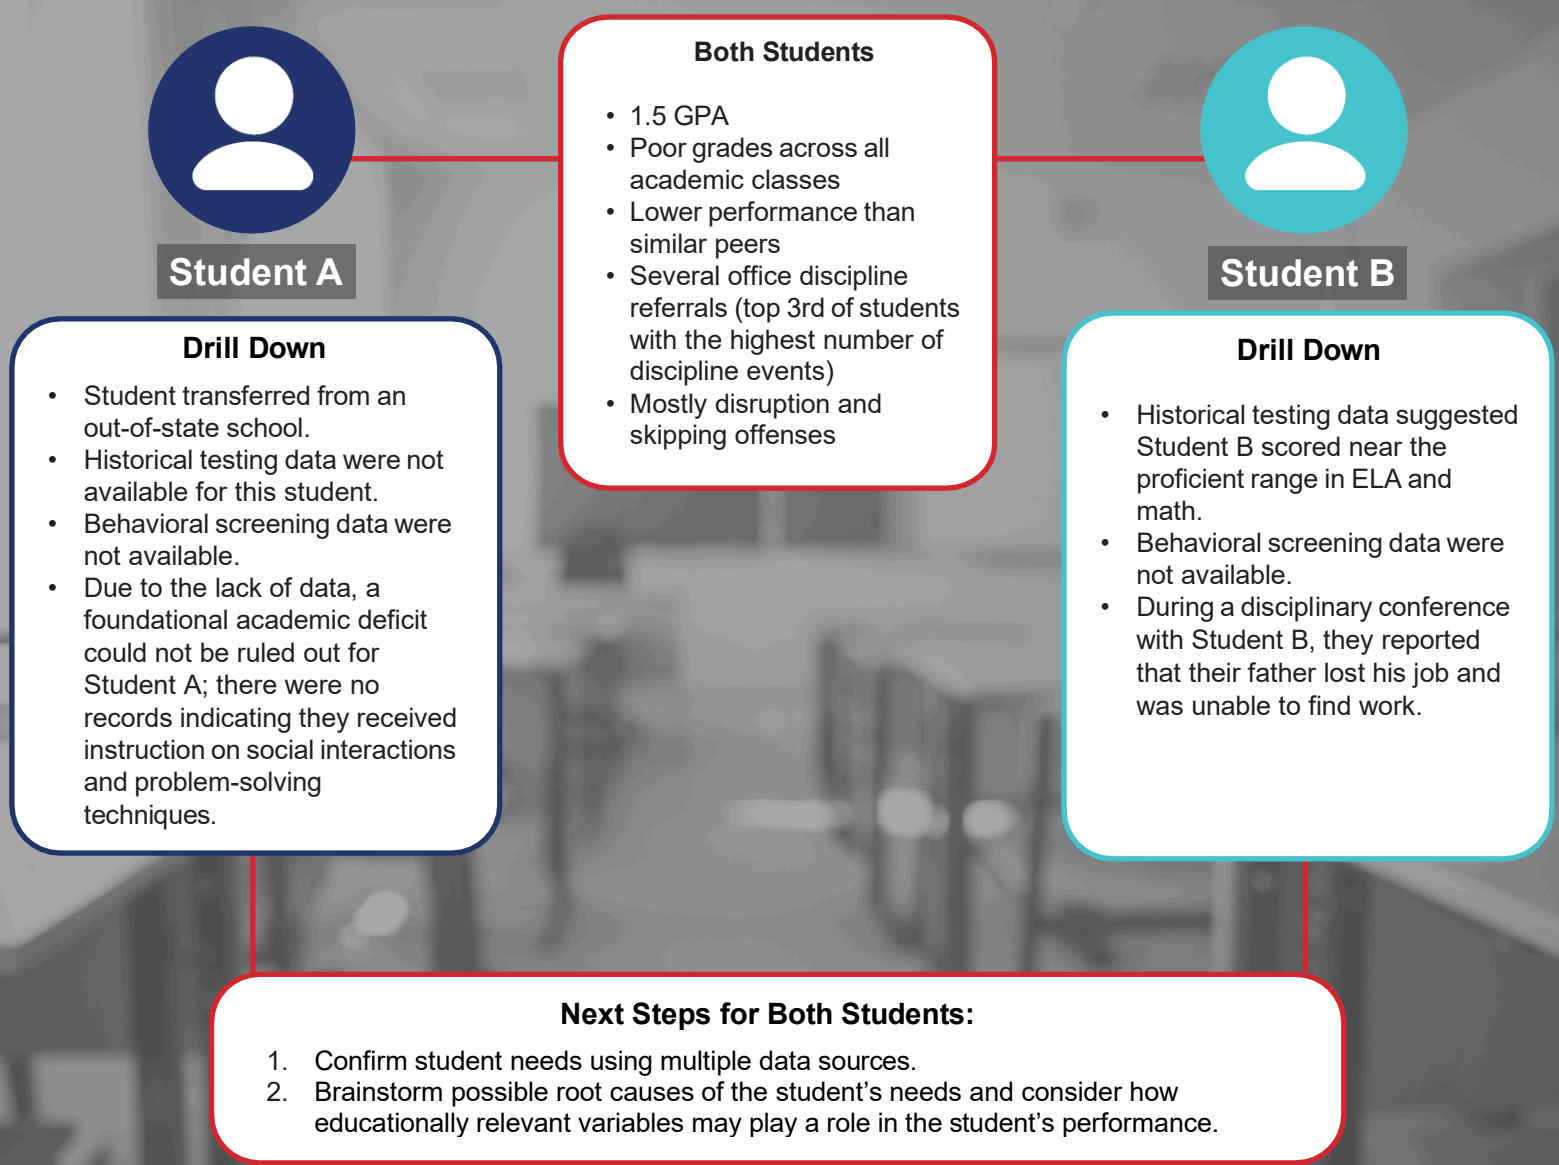 Both Students
• 1.5 GPA
• Poor grades across all
academic classes
• Lower performance than
similar peers
• Several office discipline
referrals (top 3rd of students
with the highest number of
discipline events)
• Mostly disruption and
skipping offenses
Student A
Student B
Drill Down
• Student transferred from an
out-of-state school.
• Historical testing data were not
available for this student.
• Behavioral screening data were
not available.
• Due to the lack of data, a
foundational academic deficit
could not be ruled out for
Student A; there were no
records indicating they received
instruction on social interactions
and problem-solving
techniques.
Drill Down
• Historical testing data suggested
Student B scored near the
proficient range in ELA and
math.
• Behavioral screening data were
not available.
• During a disciplinary conference
with Student B, they reported
that their father lost his job and
was unable to find work.
Next Steps for Both Students:
1. Confirm student needs using multiple data sources.
2. Brainstorm possible root causes of the student’s needs and consider how
educationally relevant variables may play a role in the student’s performance.